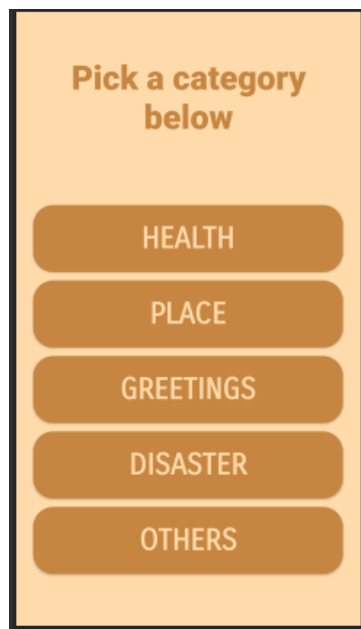 Pick a category
below
HEALTH
PLACE
GREETINGS
DISASTER
OTHERS